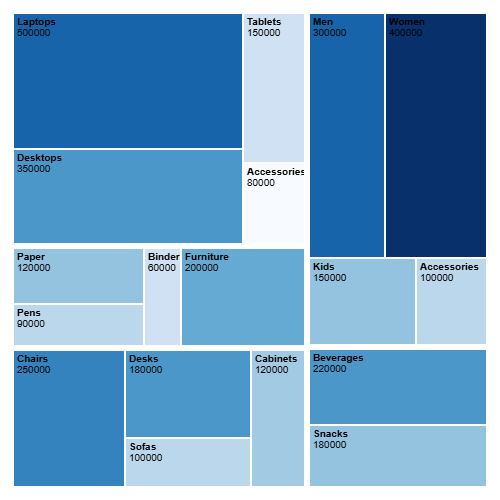 Laptops
500000
Tablets
150000
Desktops
350000
Accessories
80000
Men
300000
Women
400000
Kids
150000
Accessories
100000
Paper
120000
Pens
90000
Binder
60000
Furniture
200000
Chairs
250000
Desks
180000
Sofas
100000
Cabinets
120000
Beverages
220000
Snacks
180000